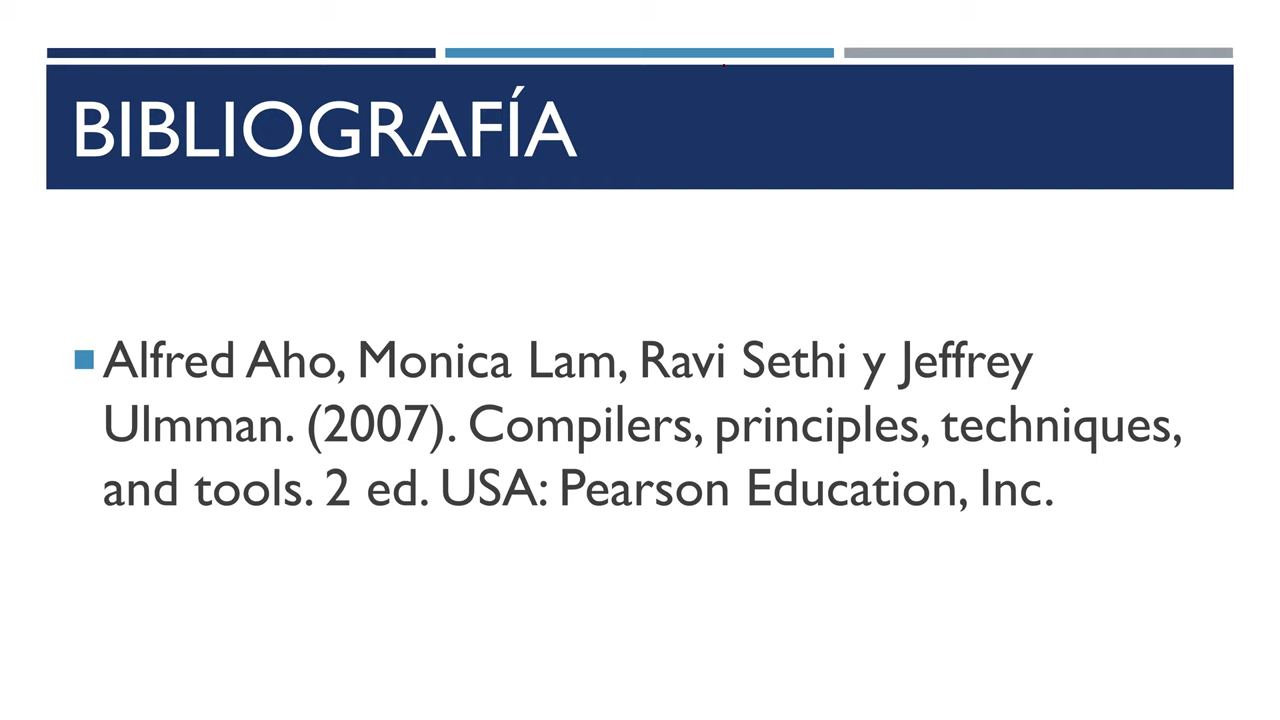 BIBLIOGRAFÍA
Alfred Aho, Monica Lam, Ravi Sethi y Jeffrey
Ulmman. (2007). Compilers, principles, techniques,
and tools. 2 ed. USA: Pearson Education, Inc.